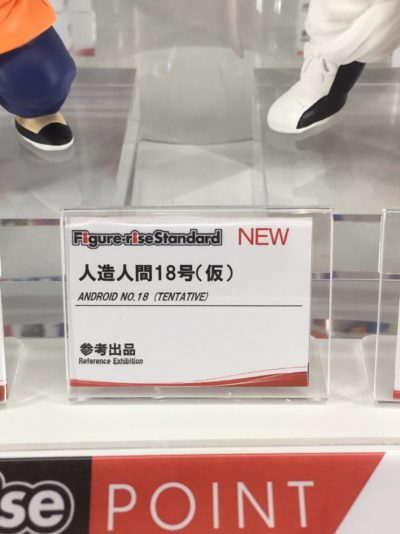 Figure-riseStandard NEW
人造人間18号(仮)
ANDROID NO.18 (TENTATIVE)
参考出品
Reference Exhibition
se POINT